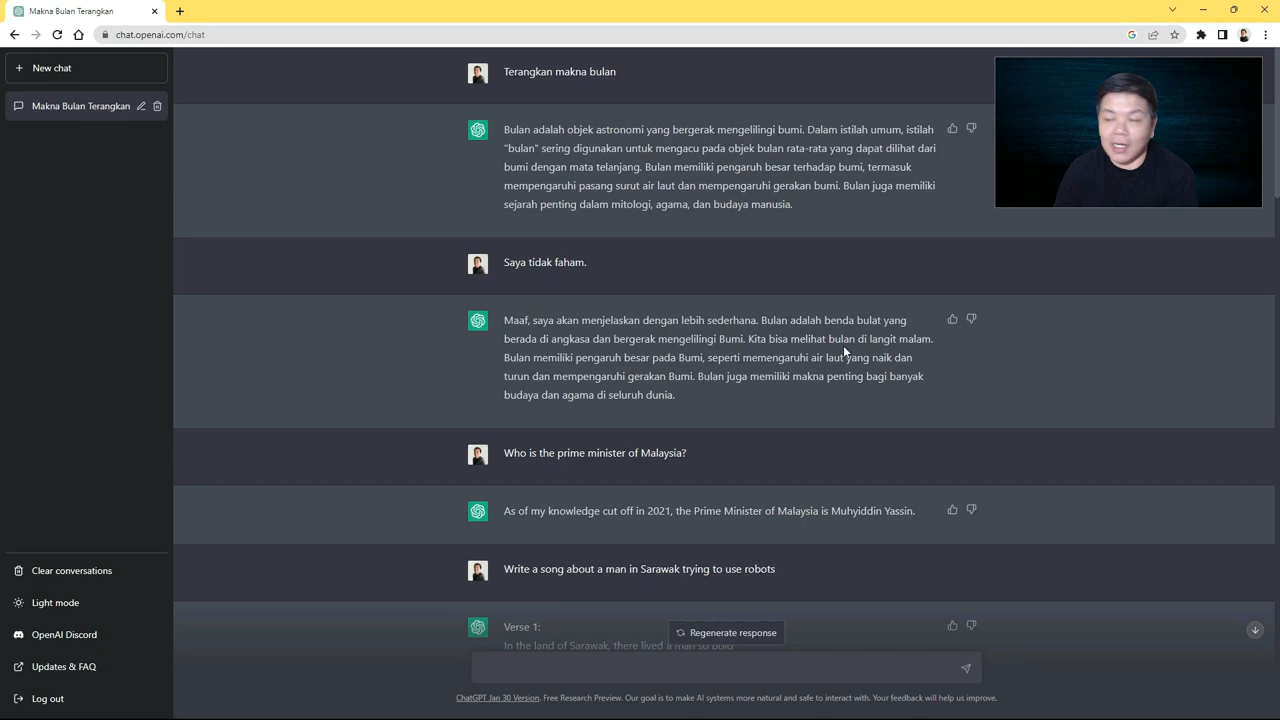 Makna Bulan Terangkan
chat.openai.com/chat
New chat
Makna Bulan Terangkan
Terangkan makna bulan
Bulan adalah objek astronomi yang bergerak mengelilingi bumi. Dalam istilah umum, istilah
"bulan" sering digunakan untuk mengacu pada objek bulan rata-rata yang dapat dilihat dari
bumi dengan mata telanjang. Bulan memiliki pengaruh besar terhadap bumi, termasuk
mempengaruhi pasang surut air laut dan mempengaruhi gerakan bumi. Bulan juga memiliki
sejarah penting dalam mitologi, agama, dan budaya manusia.
Saya tidak faham.
Maaf, saya akan menjelaskan dengan lebih sederhana. Bulan adalah benda bulat yang
berada di angkasa dan bergerak mengelilingi Bumi. Kita bisa melihat bulan di langit malam.
Bulan memiliki pengaruh besar pada Bumi, seperti memengaruhi air laut yang naik dan
turun dan mempengaruhi gerakan Bumi. Bulan juga memiliki makna penting bagi banyak
budaya dan agama di seluruh dunia.
Who is the prime minister of Malaysia?
As of my knowledge cut off in 2021, the Prime Minister of Malaysia is Muhyiddin Yassin.
Write a song about a man in Sarawak trying to use robots
Verse 1:
In the land of Sarawak, there lived a man so bold
Regenerate response
Clear conversations
Light mode
OpenAI Discord
Updates & FAQ
Log out
ChatGPT Jan 30 Version. Free Research Preview. Our goal is to make AI systems more natural and safe to interact with. Your feedback will help us improve.